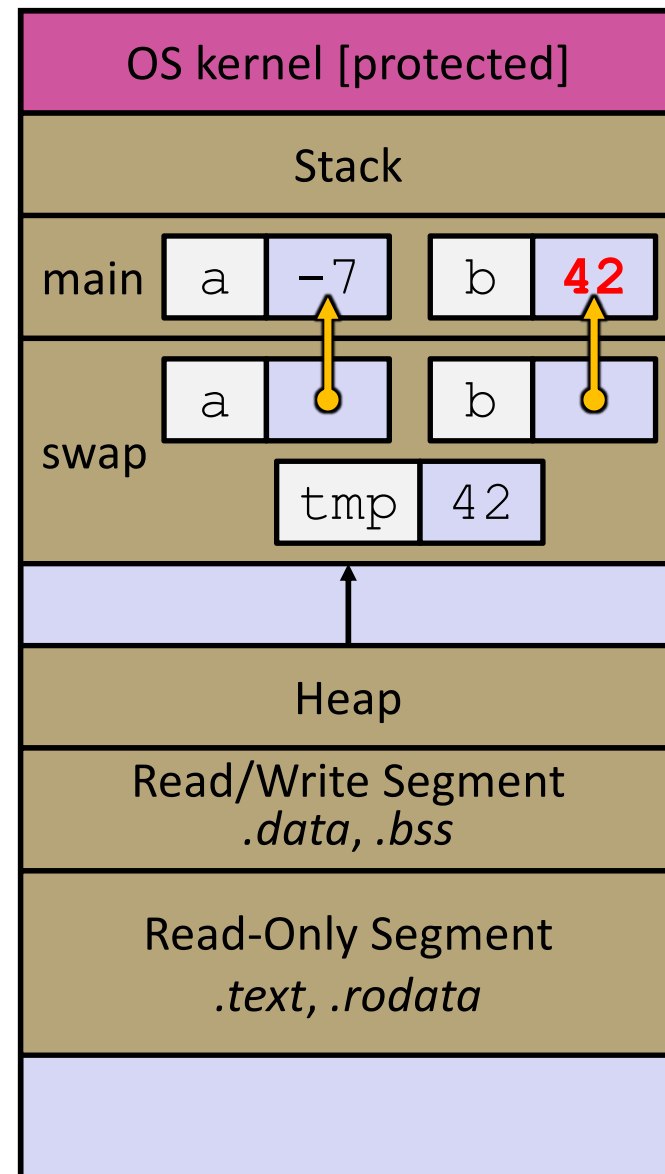 OS kernel [protected]
Stack
main a -7 b 42
a b
swap
tmp 42
Heap
Read/Write Segment
.data, .bss
Read-Only Segment
.text, .rodata